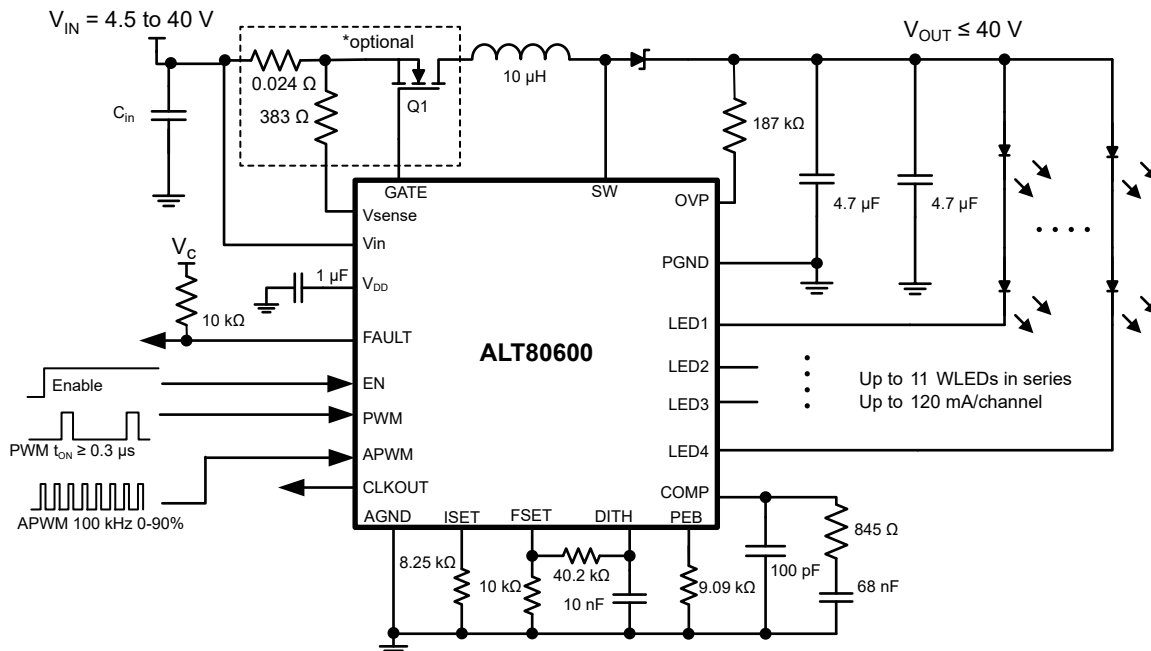 V_IN = 4.5 to 40 V
*optional
V_OUT ≤ 40 V
0.024 Ω
10 µH
Q1
C_in
383 Ω
187 kΩ
GATE
SW
OVP
4.7 µF
4.7 µF
Vsense
Vin
V_C
PGND
1 µF
V_DD
10 kΩ
LED1
FAULT
ALT80600
LED2
Enable
EN
Up to 11 WLEDs in series
LED3
Up to 120 mA/channel
PWM
PWM t_ON ≥ 0.3 µs
LED4
APWM
CLKOUT
COMP
APWM 100 kHz 0-90%
AGND
ISET
FSET
DITH
PEB
845 Ω
8.25 kΩ
40.2 kΩ
100 pF
10 kΩ
10 nF
9.09 kΩ
68 nF